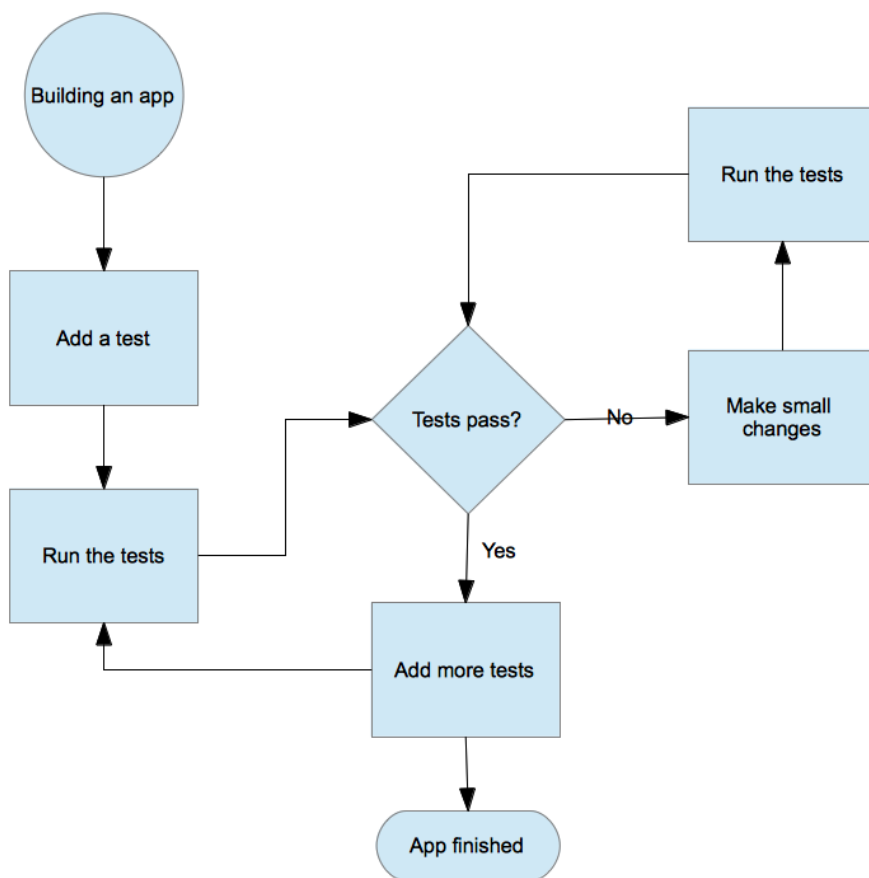 Building an app
Run the tests
Add a test
Tests pass?
No
Make small
changes
Run the tests
Yes
Add more tests
App finished